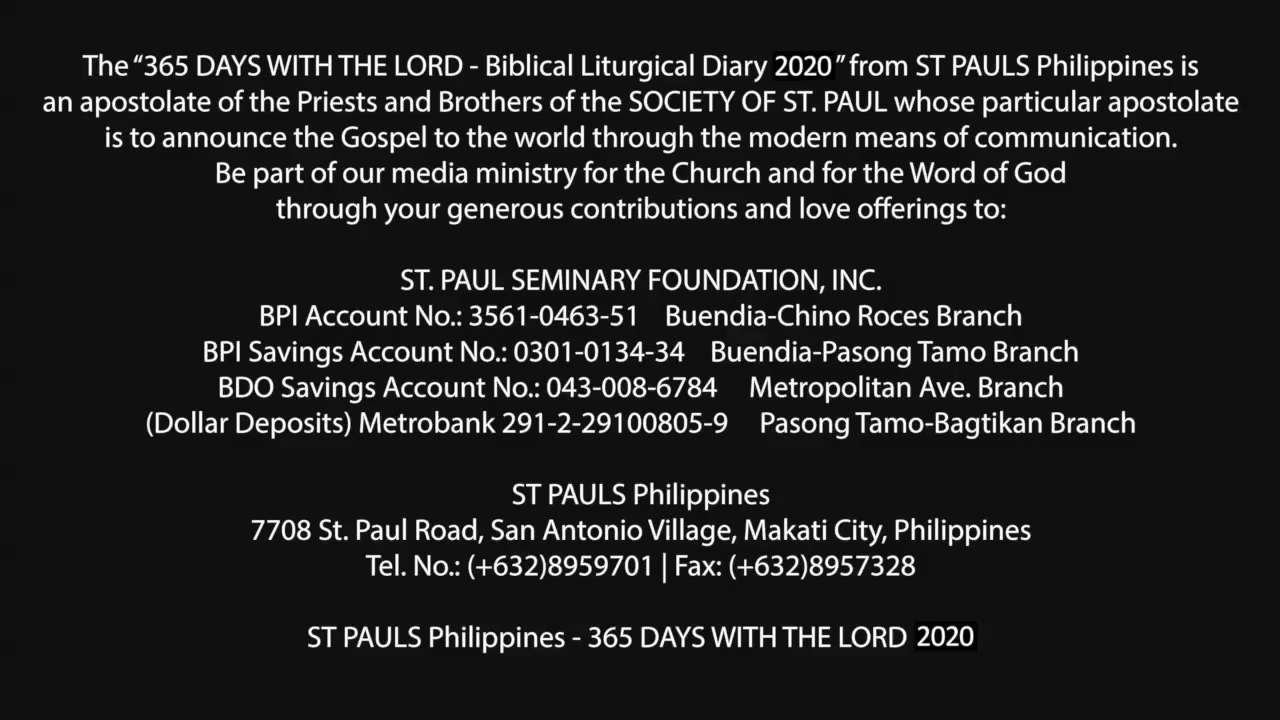 The “365 DAYS WITH THE LORD - Biblical Liturgical Diary 2020” from ST PAULS Philippines is
an apostolate of the Priests and Brothers of the SOCIETY OF ST. PAUL whose particular apostolate
is to announce the Gospel to the world through the modern means of communication.
Be part of our media ministry for the Church and for the Word of God
through your generous contributions and love offerings to:
ST. PAUL SEMINARY FOUNDATION, INC.
BPI Account No.: 3561-0463-51 Buendia-Chino Roces Branch
BPI Savings Account No.: 0301-0134-34 Buendia-Pasong Tamo Branch
BDO Savings Account No.: 043-008-6784 Metropolitan Ave. Branch
(Dollar Deposits) Metrobank 291-2-29100805-9 Pasong Tamo-Bagtikan Branch
ST PAULS Philippines
7708 St. Paul Road, San Antonio Village, Makati City, Philippines
Tel. No.: (+632)8959701 | Fax: (+632)8957328
ST PAULS Philippines - 365 DAYS WITH THE LORD 2020